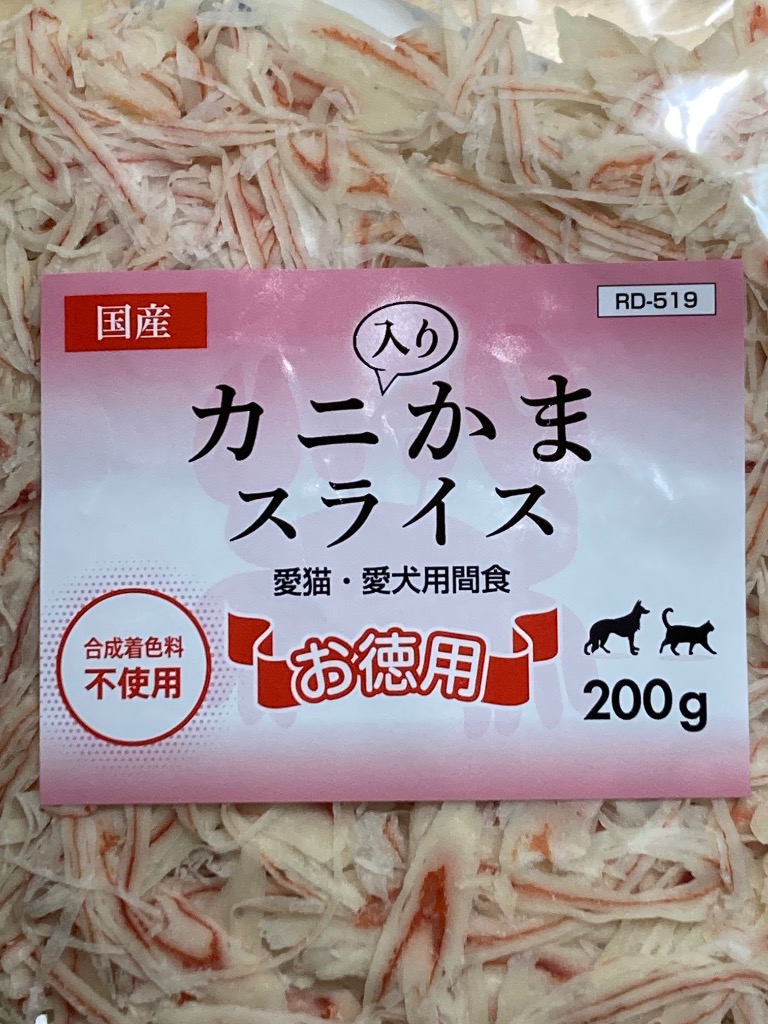 国産
RD-519
入り
カニかま
スライス
愛猫・愛犬用間食
合成着色料
不使用
お徳用
200g